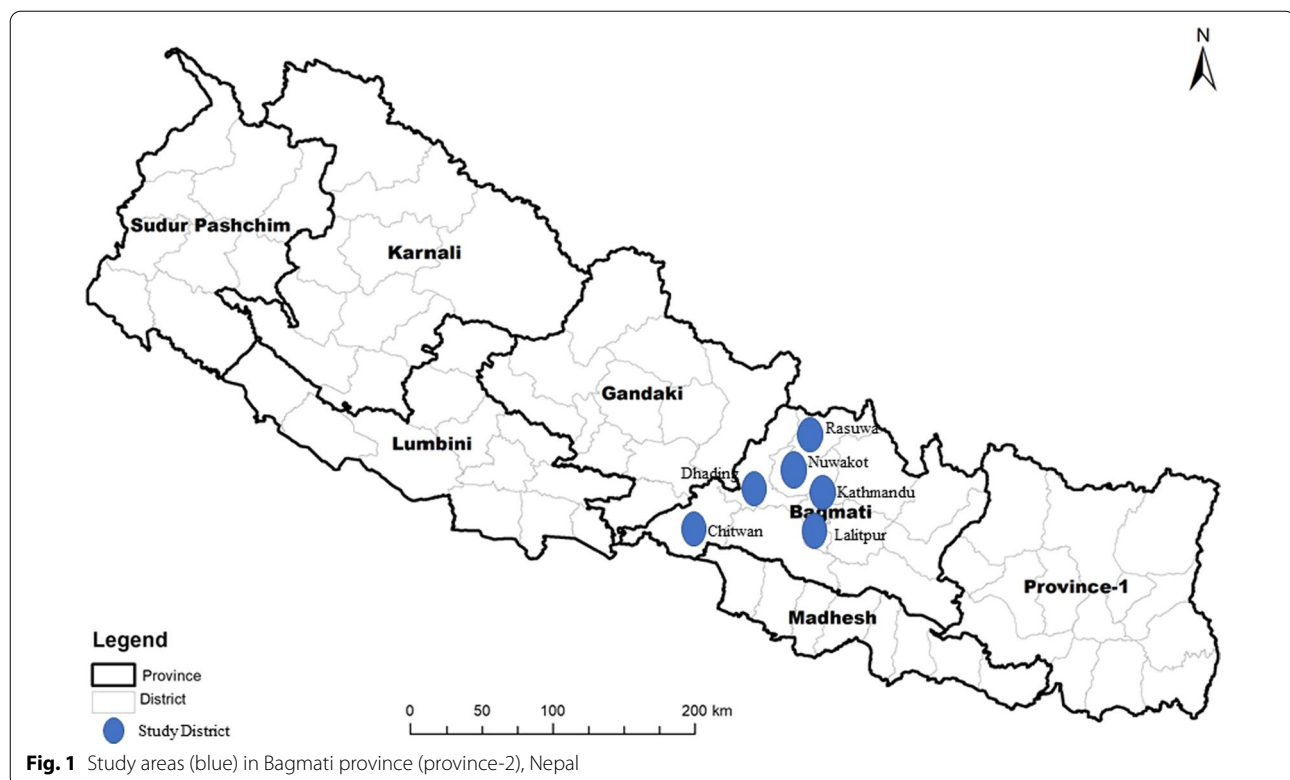 N
Sudur Pashchim
Karnali
Gandaki
Lumbini
Rasuwa
Nuwakot
Dhading
Kathmandu
Bagmati
Chitwan
Lalitpur
Province-1
Madhesh
Legend
Province
District
Study District
0 50 100 200 km
Fig. 1 Study areas (blue) in Bagmati province (province-2), Nepal